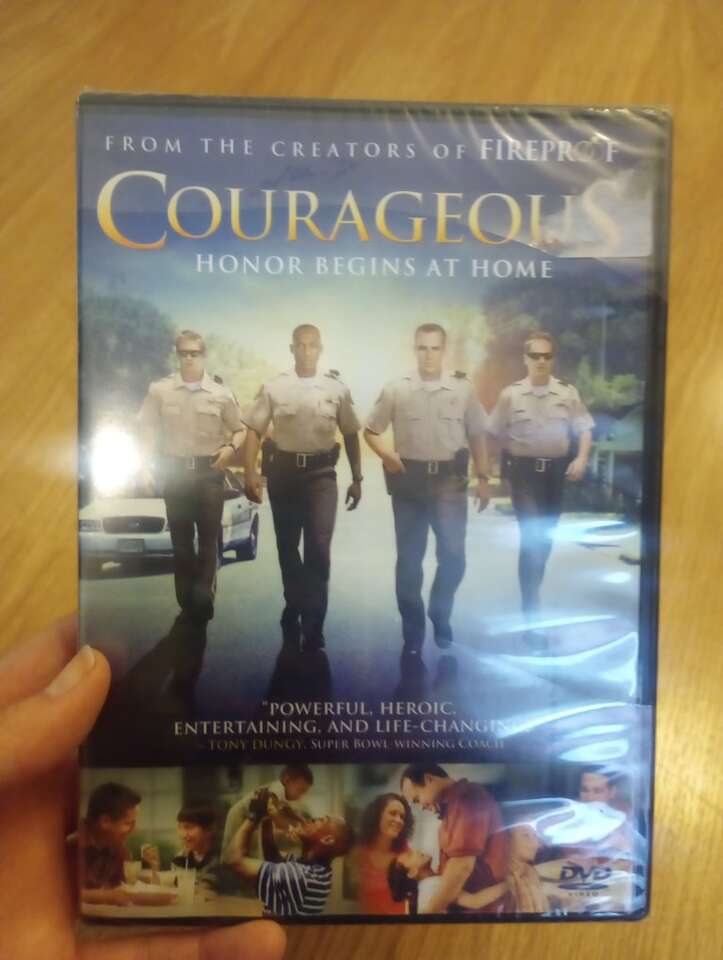 FROM THE CREATORS OF FIREPROOF
COURAGEOUS
HONOR BEGINS AT HOME
"POWERFUL, HEROIC,
ENTERTAINING, AND LIFE-CHANGING."
– TONY DUNGY, SUPER BOWL-WINNING COACH
DVD
VIDEO